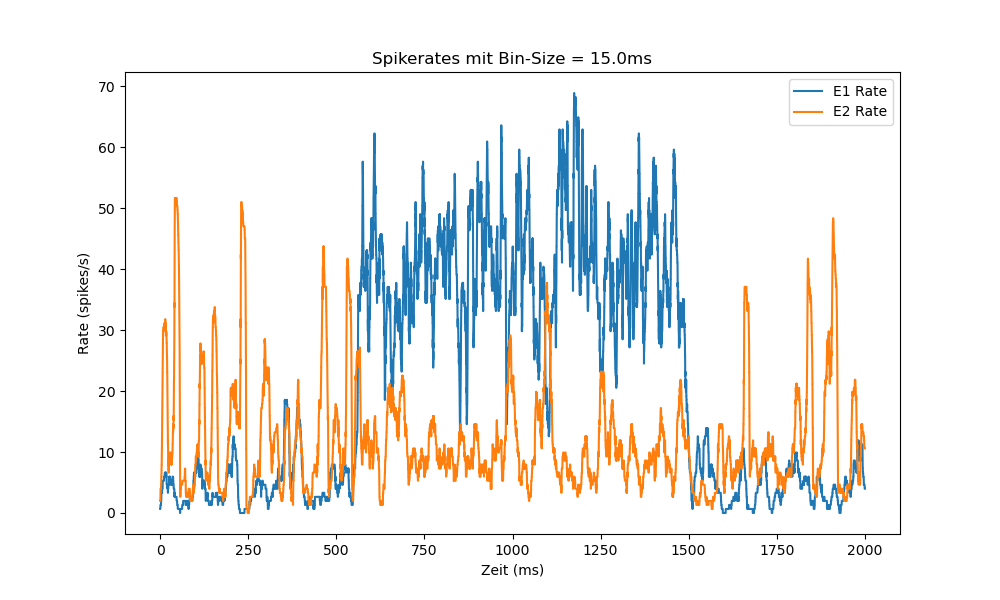 Spikerates mit Bin-Size = 15.0ms
E1 Rate
E2 Rate
70
60
50
40
30
20
10
0
Rate (spikes/s)
0 250 500 750 1000 1250 1500 1750 2000
Zeit (ms)